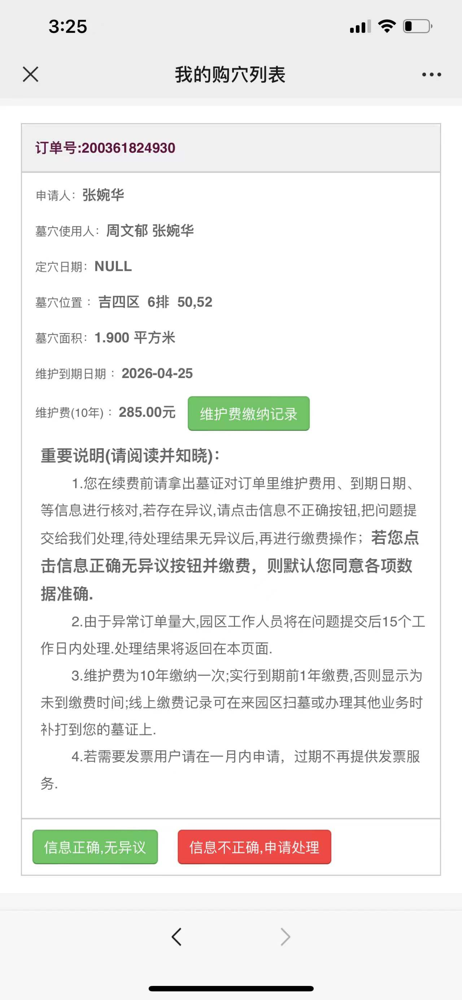 3:25
我的购穴列表
订单号:200361824930
申请人：张婉华
墓穴使用人：周文郁 张婉华
定穴日期：NULL
墓穴位置： 吉四区 6排 50,52
墓穴面积：1.900 平方米
维护到期日期： 2026-04-25
维护费(10年)： 285.00元 维护费缴纳记录
重要说明(请阅读并知晓)：
1.您在续费前请拿出墓证对订单里维护费用、到期日期、
等信息进行核对,若存在异议,请点击信息不正确按钮,把问题提
交给我们处理,待处理结果无异议后,再进行缴费操作；若您点
击信息正确无异议按钮并缴费，则默认您同意各项数
据准确.
2.由于异常订单量大,园区工作人员将在问题提交后15个工
作日内处理.处理结果将返回在本页面.
3.维护费为10年缴纳一次;实行到期前1年缴费,否则显示为
未到缴费时间;线上缴费记录可在来园区扫墓或办理其他业务时
补打到您的墓证上.
4.若需要发票用户请在一月内申请，过期不再提供发票服
务.
信息正确,无异议 信息不正确,申请处理